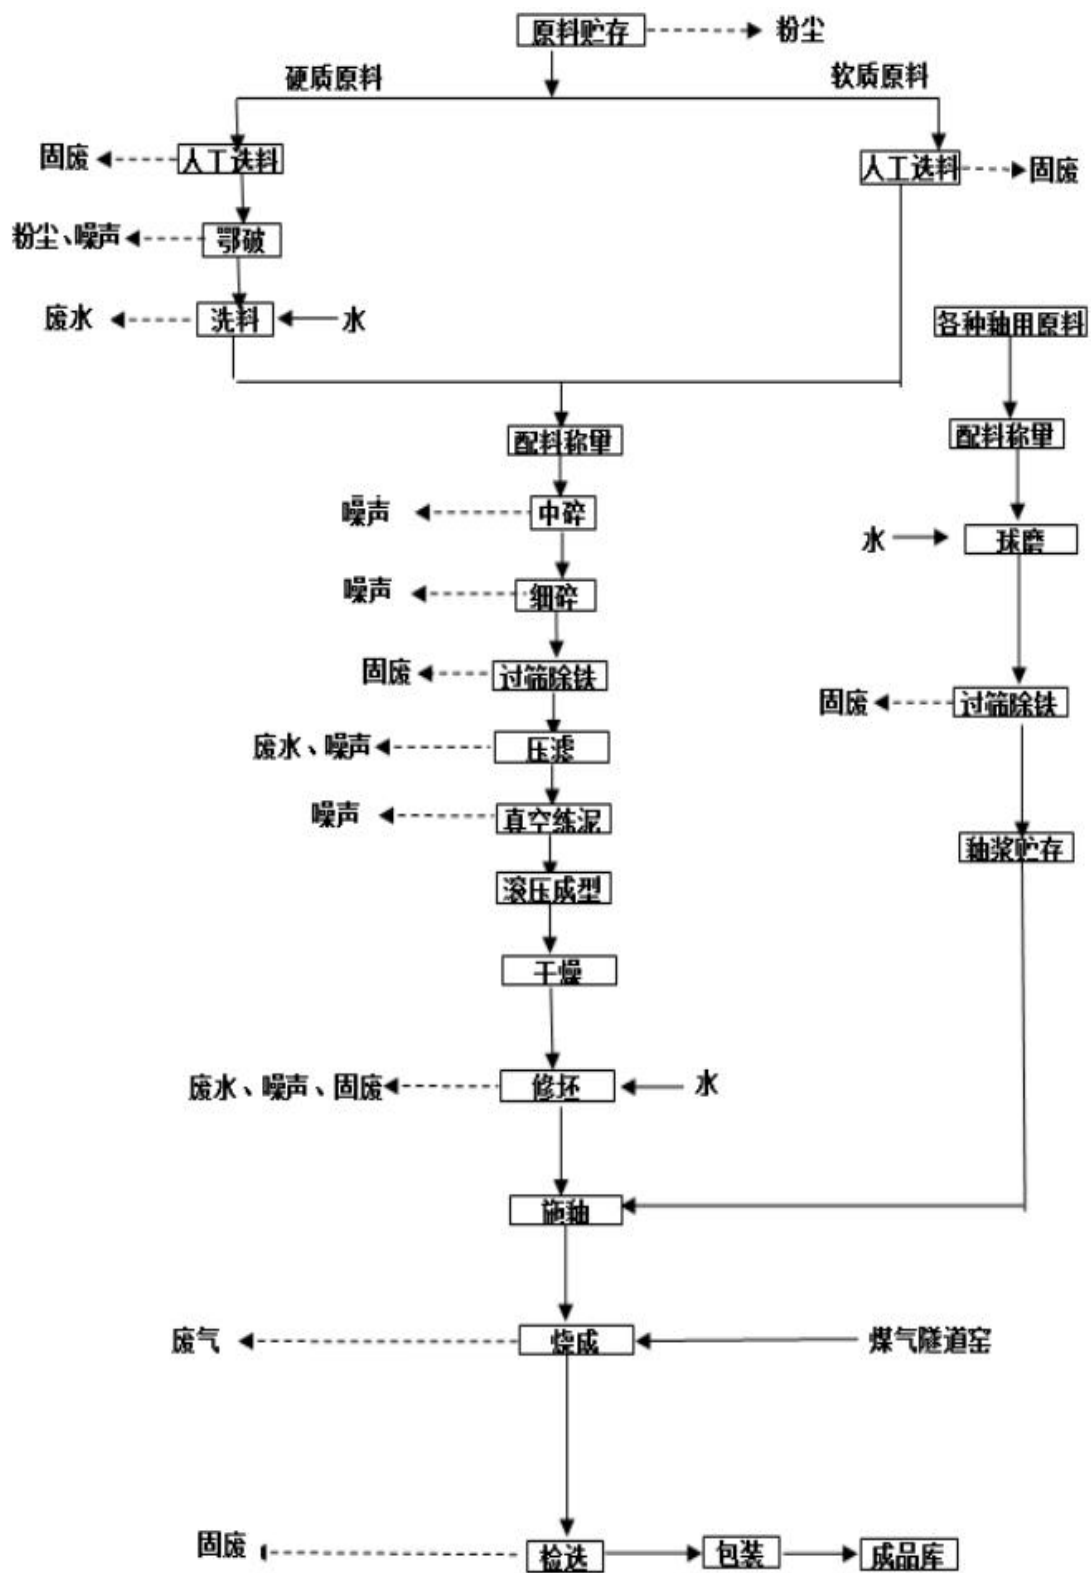 原料贮存 粉尘
硬质原料 软质原料
固废 人工选料 人工选料 固废
粉尘、噪声 鄂破
废水 洗料 水 各种釉用原料
配料称量 配料称量
噪声 中碎 水 球磨
噪声 细碎
固废 过筛除铁 固废 过筛除铁
废水、噪声 压滤
噪声 真空练泥 釉浆贮存
滚压成型
干燥
废水、噪声、固废 修坯 水
施釉
废气 烧成 煤气隧道窑
固废 检选 包装 成品库